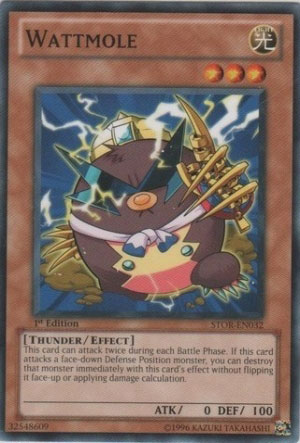 WATTMOLE
光
1st Edition
STOR-EN032
[THUNDER/EFFECT]
This card can attack twice during each Battle Phase. If this card
attacks a face-down Defense Position monster, you can destroy
that monster immediately with this card's effect without flipping
it face-up or applying damage calculation.
ATK/ 0 DEF/ 100
32548609
©1996 KAZUKI TAKAHASHI